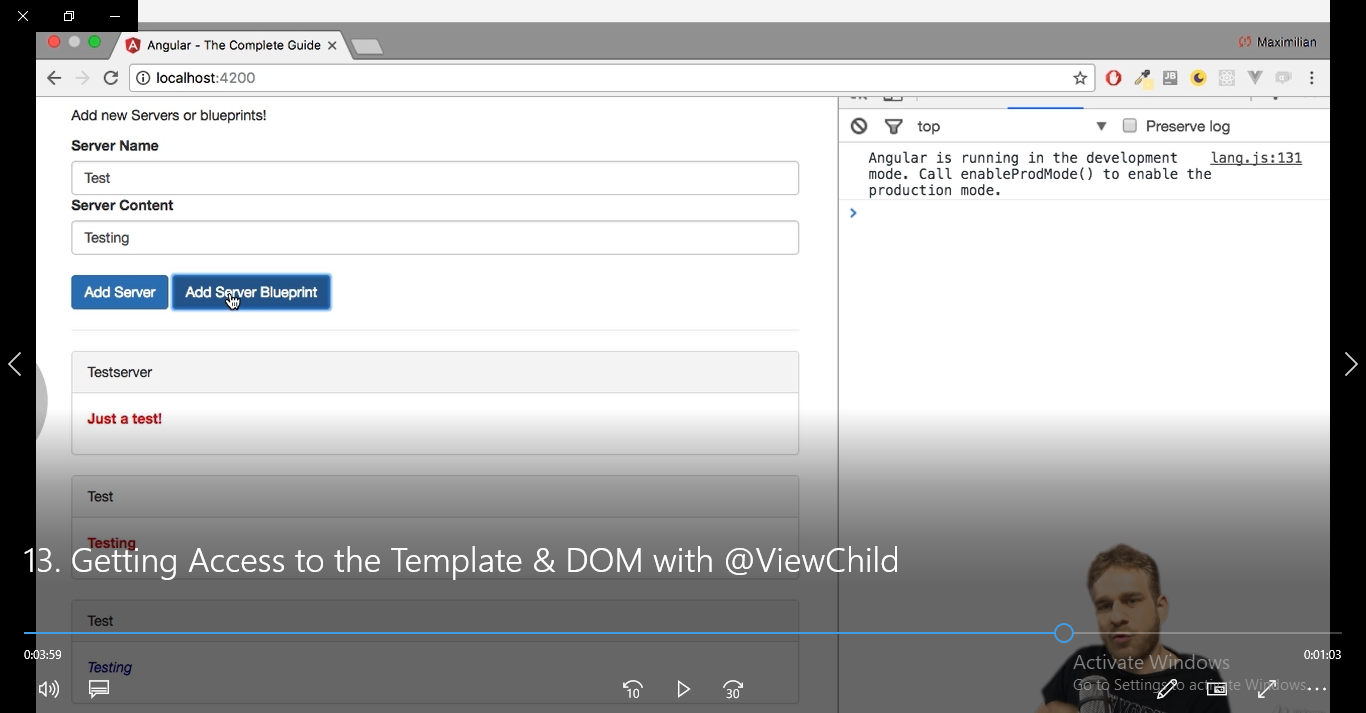 Angular - The Complete Guide
Maximilian
localhost:4200
Add new Servers or blueprints!
Server Name
Test
Server Content
Testing
Add Server
Add Server Blueprint
Testserver
Just a test!
Test
Testing
Test
Testing
top
Preserve log
Angular is running in the development
lang.js:131
mode. Call enableProdMode() to enable the
production mode.
13. Getting Access to the Template & DOM with @ViewChild
0:03:59
0:01:03
Activate Windows
Go to Settings to activate Windows.
10
30
JB